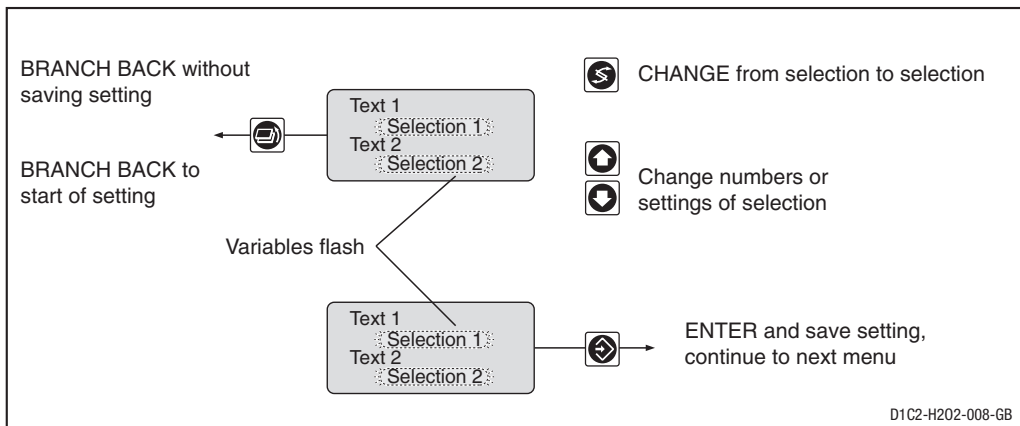 BRANCH BACK without
saving setting
BRANCH BACK to
start of setting
Text 1
Selection 1
Text 2
Selection 2
CHANGE from selection to selection
Change numbers or
settings of selection
Variables flash
Text 1
Selection 1
Text 2
Selection 2
ENTER and save setting,
continue to next menu
D1C2-H2O2-008-GB